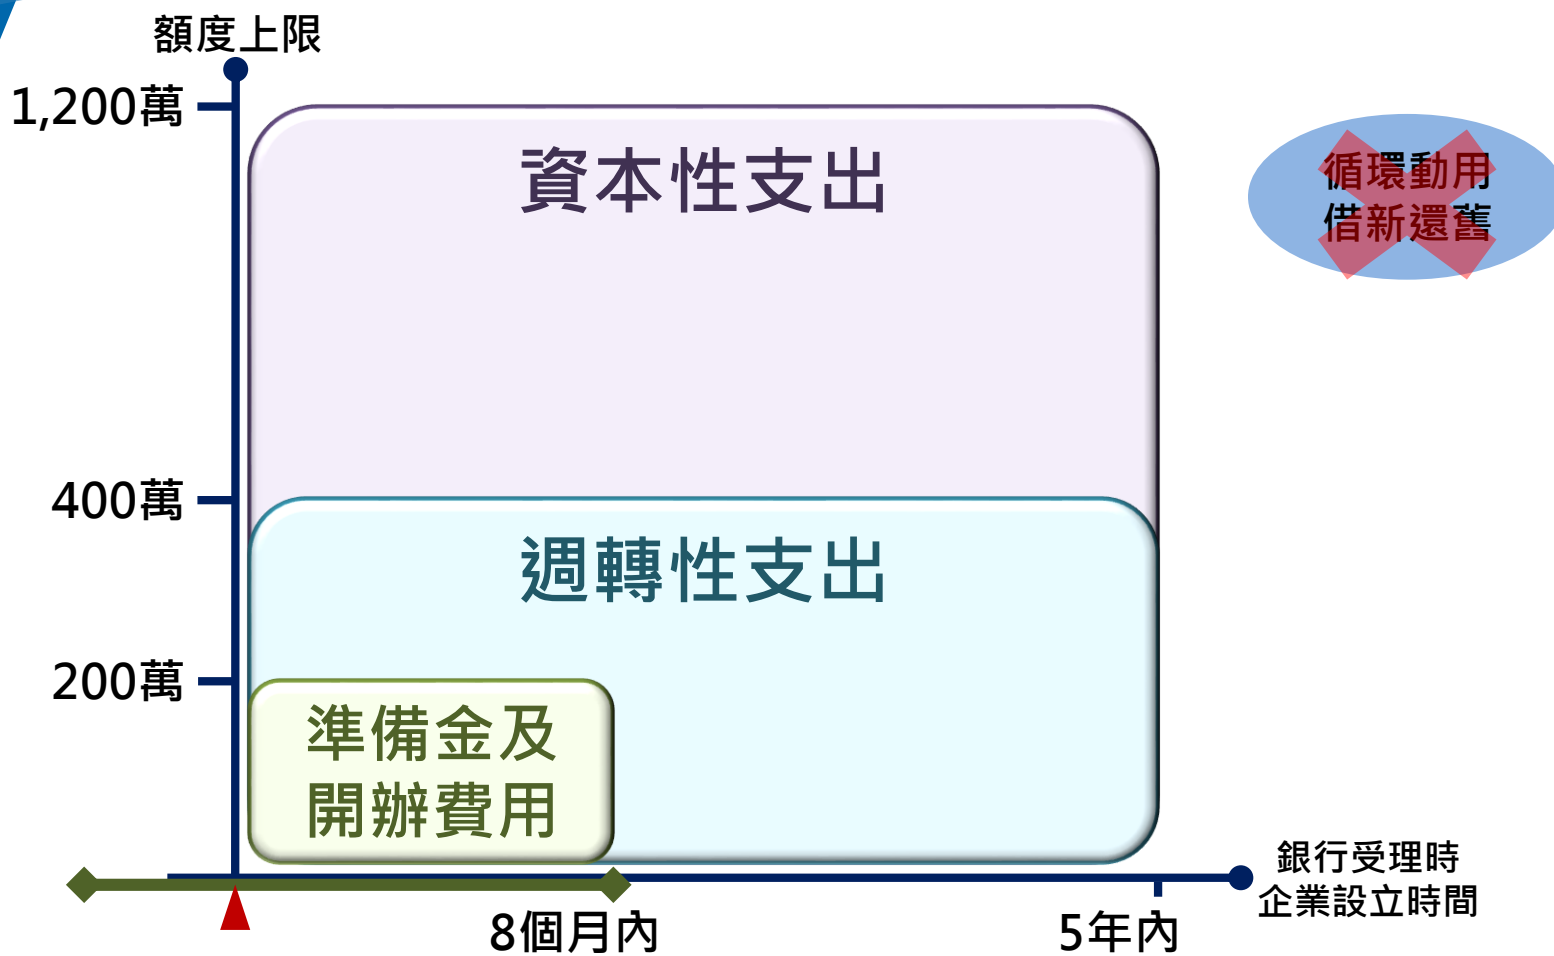 額度上限
1,200萬
資本性支出
循環動用
借新還舊
400萬
週轉性支出
200萬
準備金及
開辦費用
銀行受理時
企業設立時間
8個月內
5年內